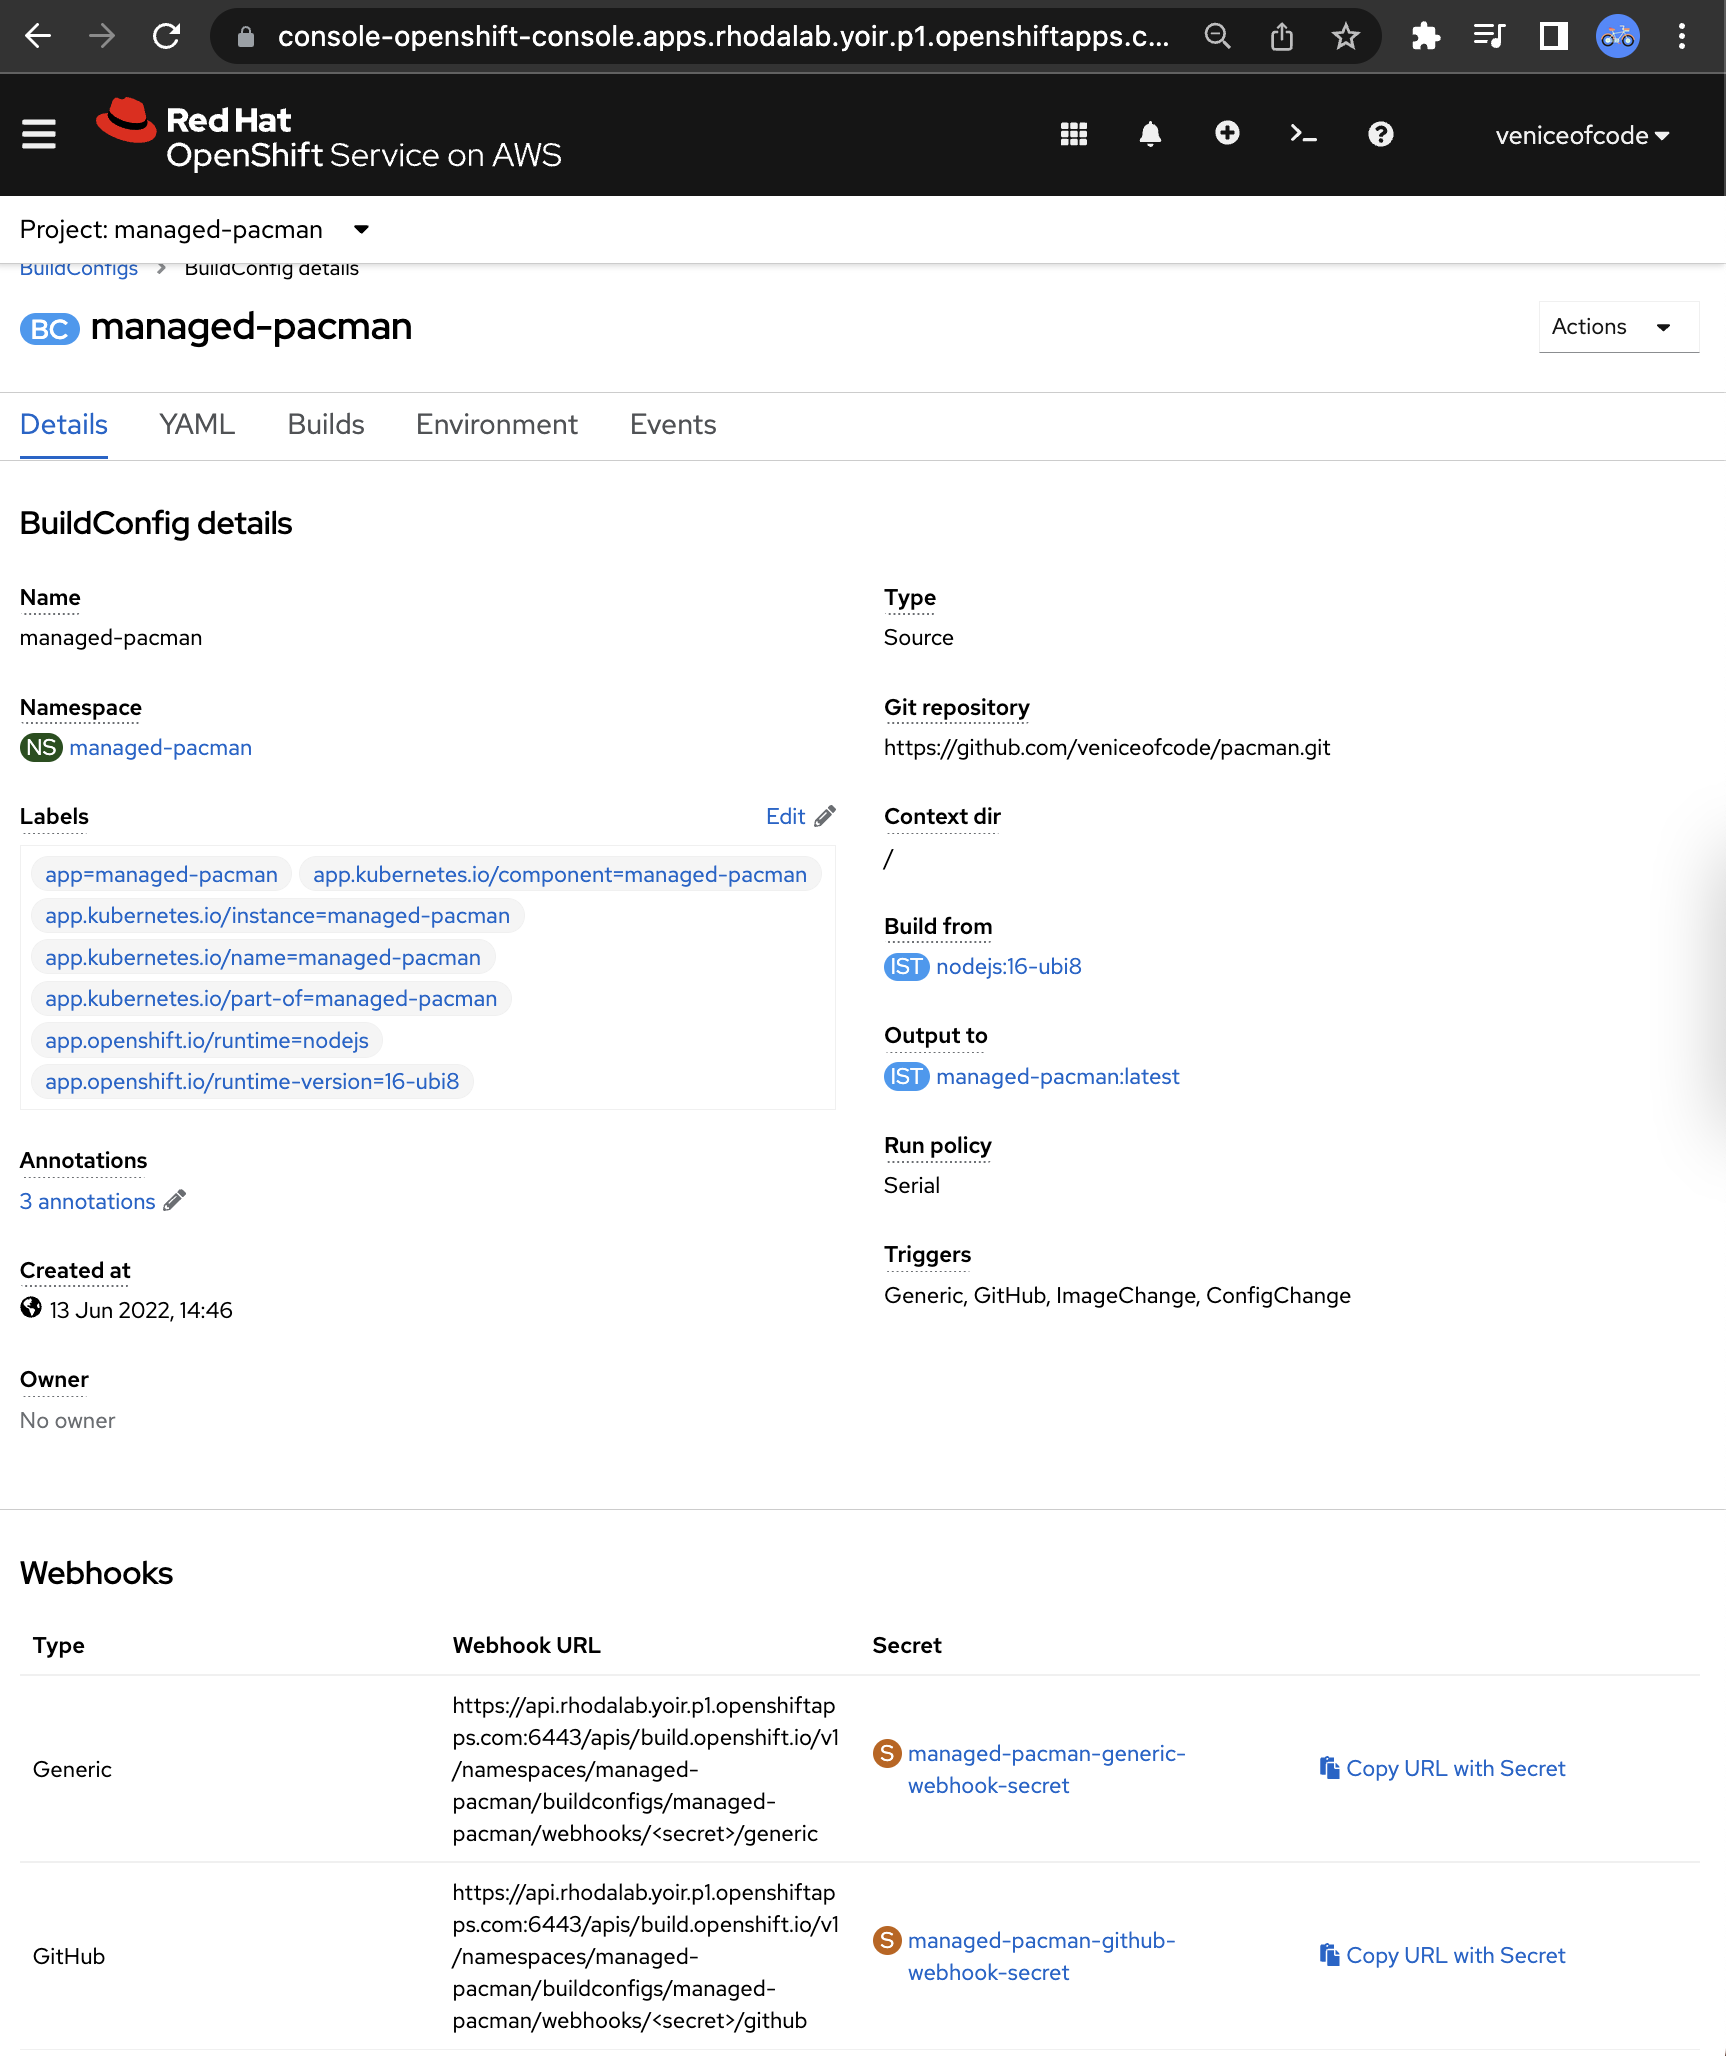 console-openshift-console.apps.rhodalab.yoir.p1.openshiftapps.c...
Red Hat
OpenShift Service on AWS
veniceofcode
Project: managed-pacman
BuildConfigs > BuildConfig details
BC managed-pacman
Actions
Details YAML Builds Environment Events
BuildConfig details
Name
managed-pacman
Namespace
NS managed-pacman
Labels
Edit
app=managed-pacman app.kubernetes.io/component=managed-pacman
app.kubernetes.io/instance=managed-pacman
app.kubernetes.io/name=managed-pacman
app.kubernetes.io/part-of=managed-pacman
app.openshift.io/runtime=nodejs
app.openshift.io/runtime-version=16-ubi8
Annotations
3 annotations
Created at
13 Jun 2022, 14:46
Owner
No owner
Type
Source
Git repository
https://github.com/veniceofcode/pacman.git
Context dir
/
Build from
IST nodejs:16-ubi8
Output to
IST managed-pacman:latest
Run policy
Serial
Triggers
Generic, GitHub, ImageChange, ConfigChange
Webhooks
Type Webhook URL Secret
Generic
https://api.rhodalab.yoir.p1.openshiftap
ps.com:6443/apis/build.openshift.io/v1
/namespaces/managed-
pacman/buildconfigs/managed-
pacman/webhooks/<secret>/generic
S managed-pacman-generic-
webhook-secret
Copy URL with Secret
GitHub
https://api.rhodalab.yoir.p1.openshiftap
ps.com:6443/apis/build.openshift.io/v1
/namespaces/managed-
pacman/buildconfigs/managed-
pacman/webhooks/<secret>/github
S managed-pacman-github-
webhook-secret
Copy URL with Secret